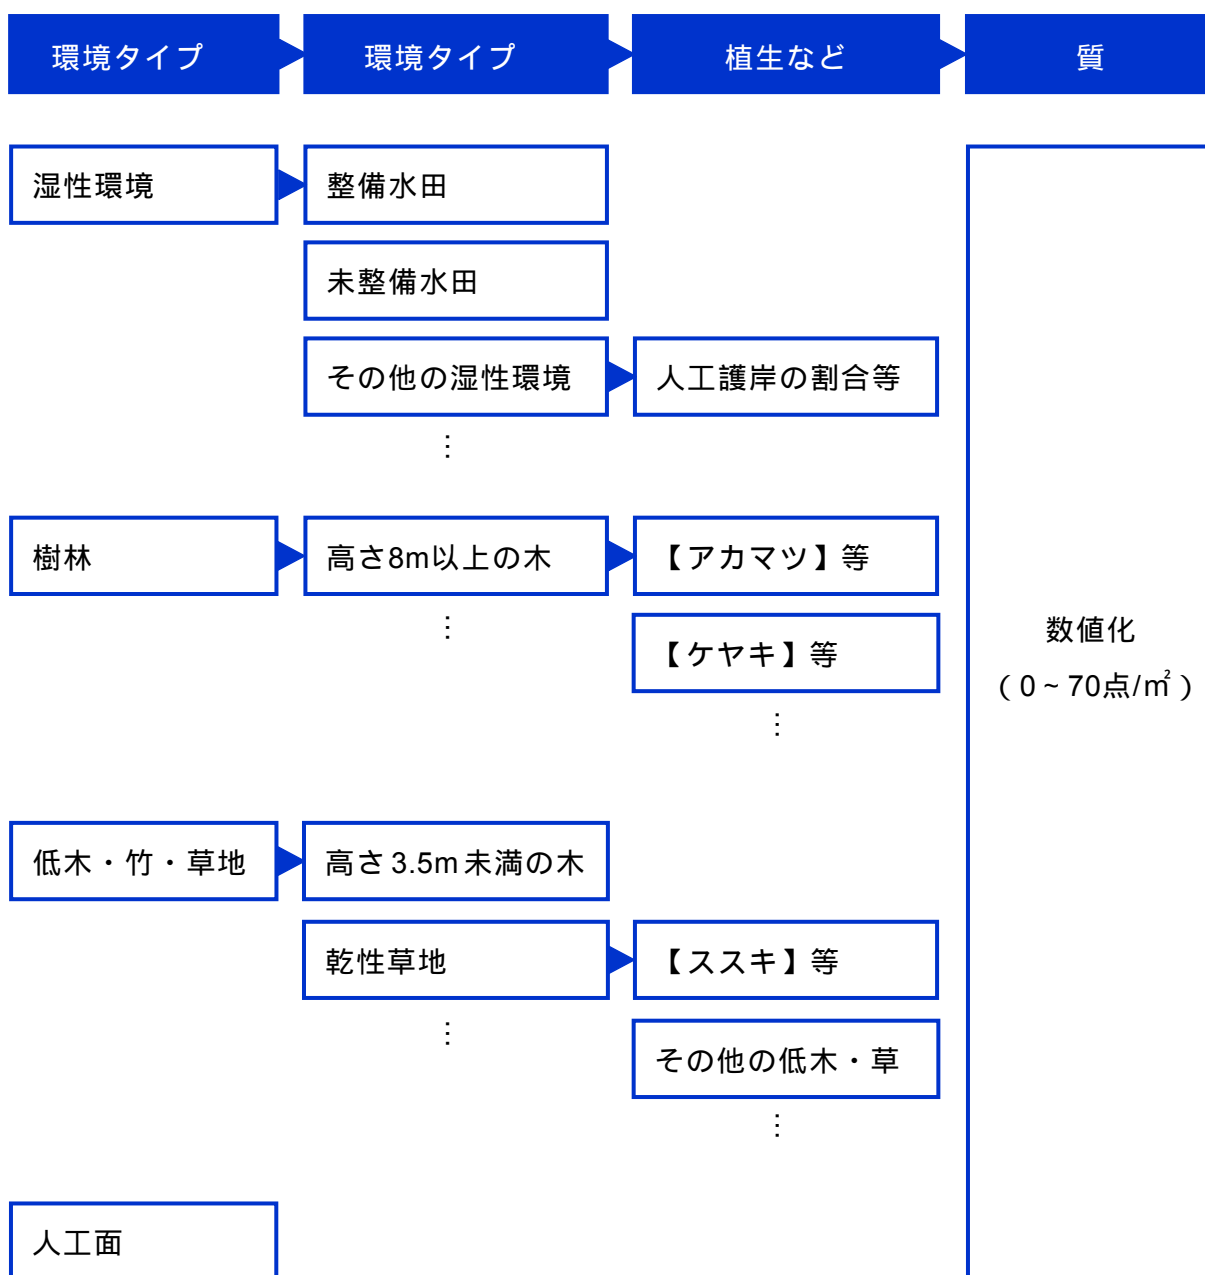 環境タイプ
環境タイプ
植生など
質
湿性環境
整備水田
未整備水田
その他の湿性環境
人工護岸の割合等
⋮
樹林
高さ8m以上の木
【アカマツ】等
⋮
【ケヤキ】等
⋮
数値化
（0～70点/㎡）
低木・竹・草地
高さ3.5m未満の木
乾性草地
【ススキ】等
⋮
その他の低木・草
⋮
人工面